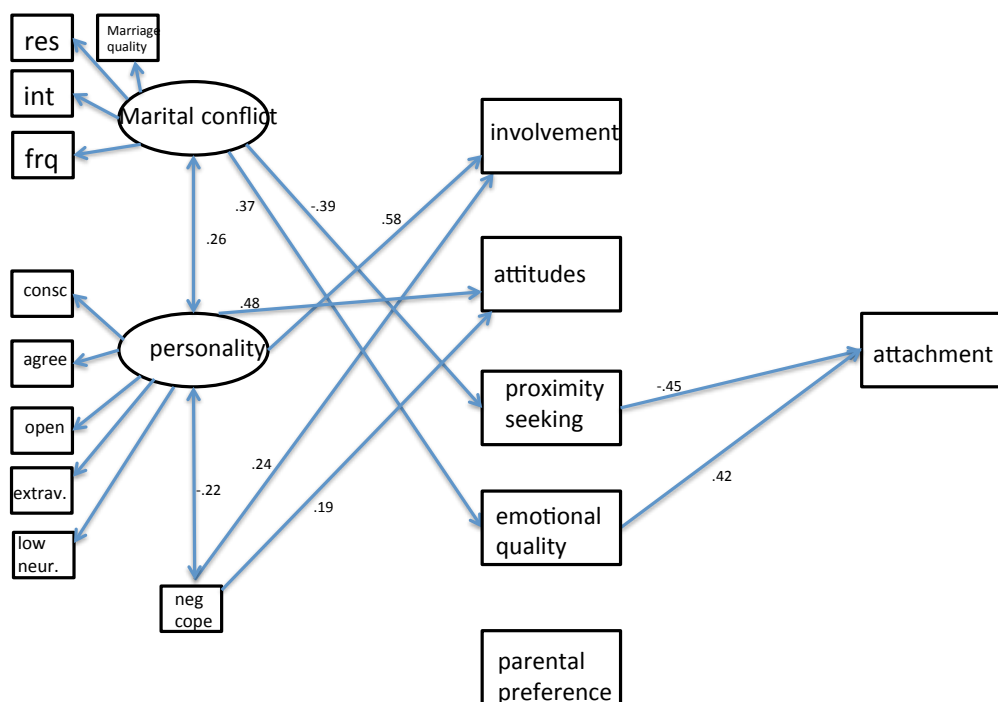 res
Marriage
quality
int
Marital conflict
frq
involvement
.37
-.39
.58
.26
consc
attitudes
.48
personality
agree
attachment
proximity
seeking
-.45
open
.24
.42
extrav.
-.22
.19
emotional
quality
low
neur.
neg
cope
parental
preference